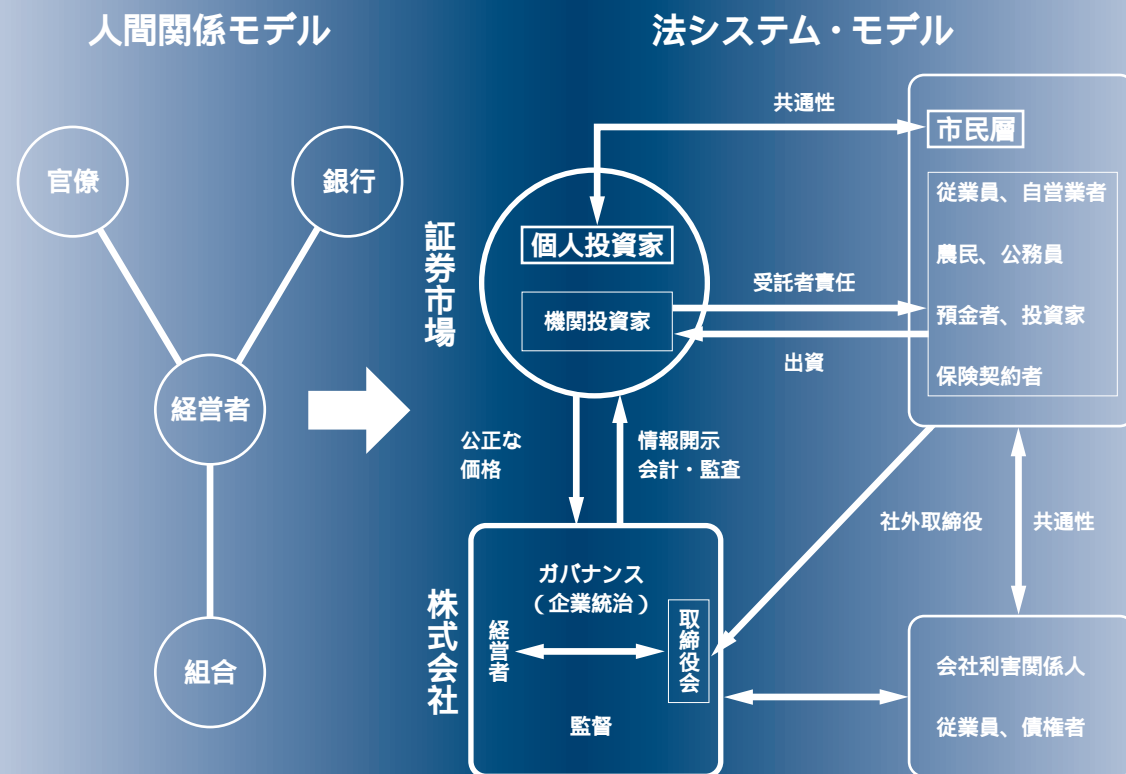 人間関係モデル
官僚
銀行
経営者
組合
法システム・モデル
共通性
市民層
従業員、自営業者
農民、公務員
預金者、投資家
保険契約者
証券市場
個人投資家
機関投資家
受託者責任
出資
公正な
価格
情報開示
会計・監査
社外取締役
共通性
株式会社
ガバナンス
（企業統治）
経営者
取締役会
監督
会社利害関係人
従業員、債権者